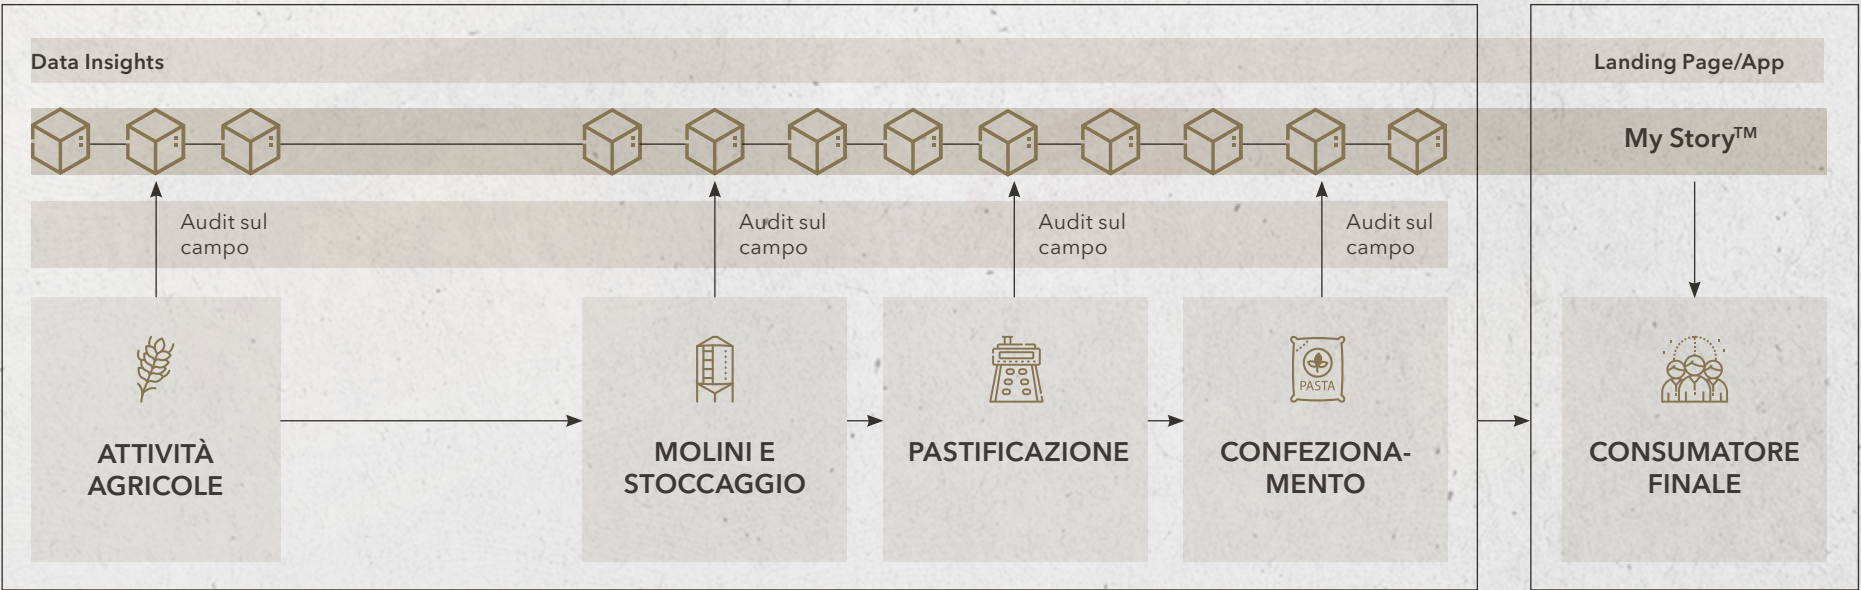 Data Insights
Landing Page/App
My Story™
Audit sul
campo
Audit sul
campo
Audit sul
campo
Audit sul
campo
ATTIVITÀ
AGRICOLE
MOLINI E
STOCCAGGIO
PASTIFICAZIONE
PASTA
CONFEZIONA-
MENTO
CONSUMATORE
FINALE